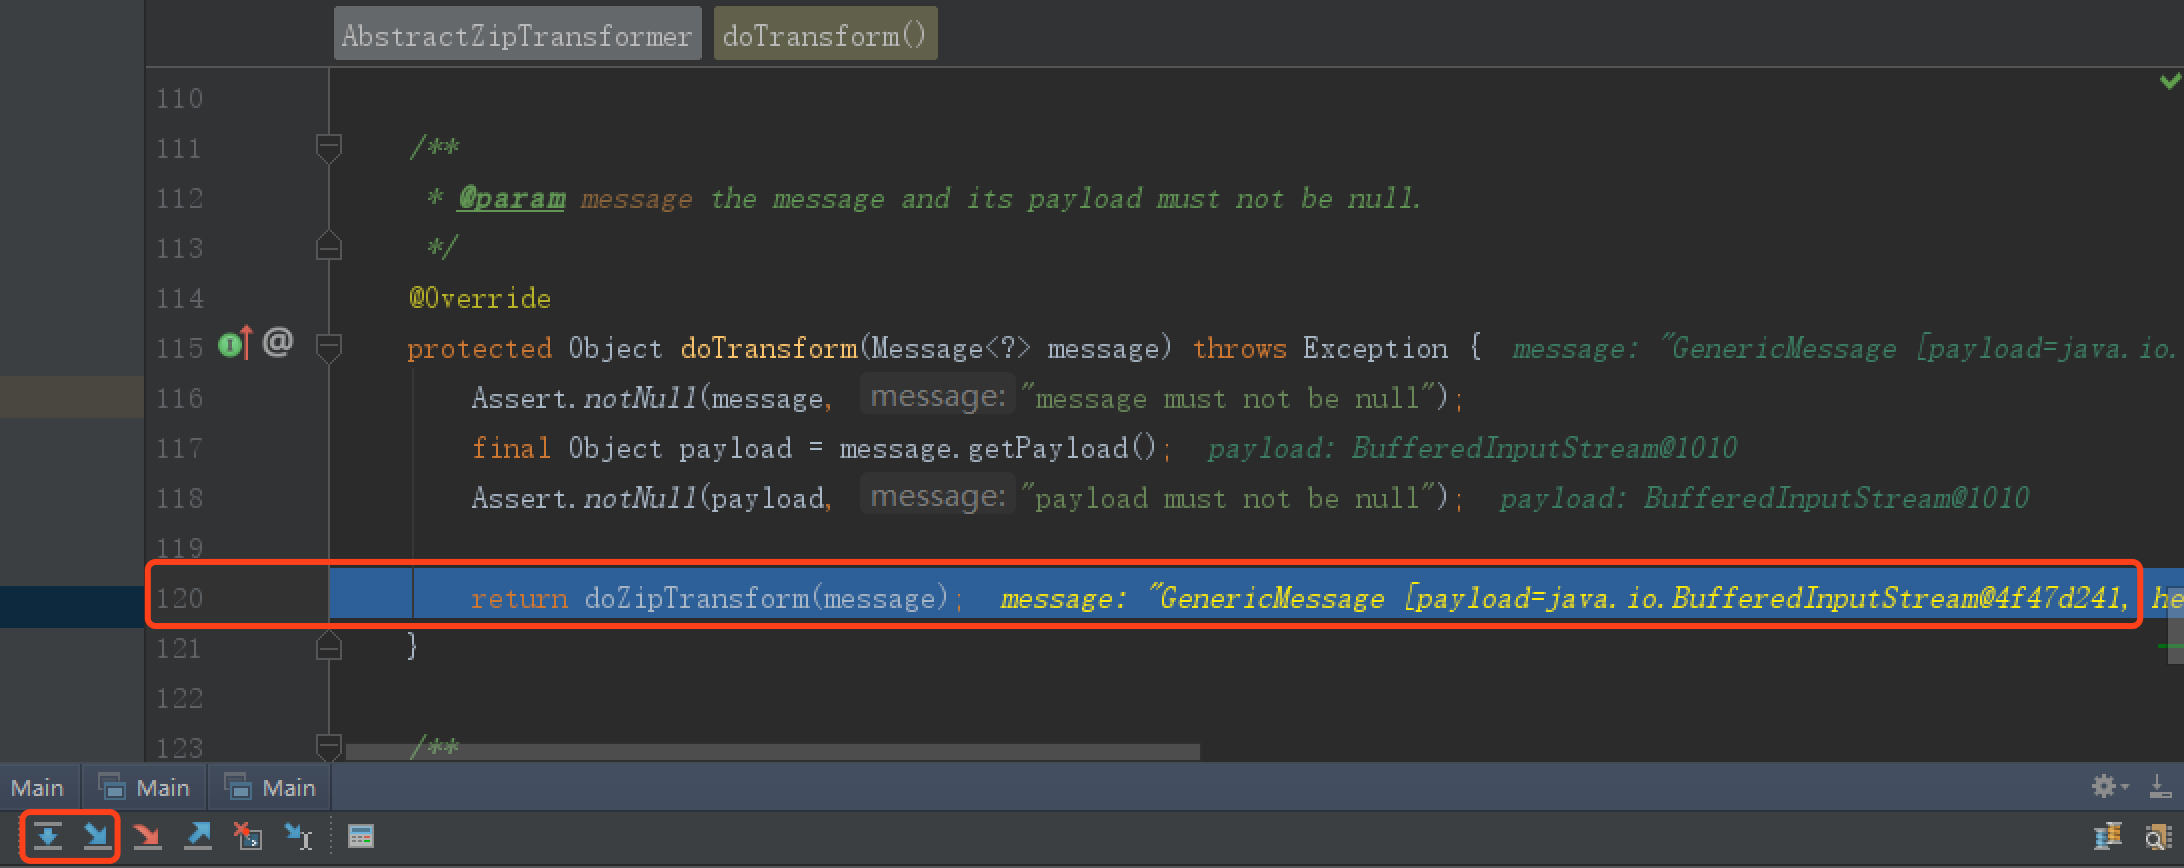 AbstractZipTransformer doTransform()
110
111 /**
112 * @param message the message and its payload must not be null.
113 */
114 @Override
115 @ protected Object doTransform(Message<?> message) throws Exception { message: "GenericMessage [payload=java.io.
116 Assert.notNull(message, message: "message must not be null");
117 final Object payload = message.getPayload(); payload: BufferedInputStream@1010
118 Assert.notNull(payload, message: "payload must not be null"); payload: BufferedInputStream@1010
119
120 return doZipTransform(message); message: "GenericMessage [payload=java.io.BufferedInputStream@4f47d241, he
121 }
122
123 /**
Main Main Main